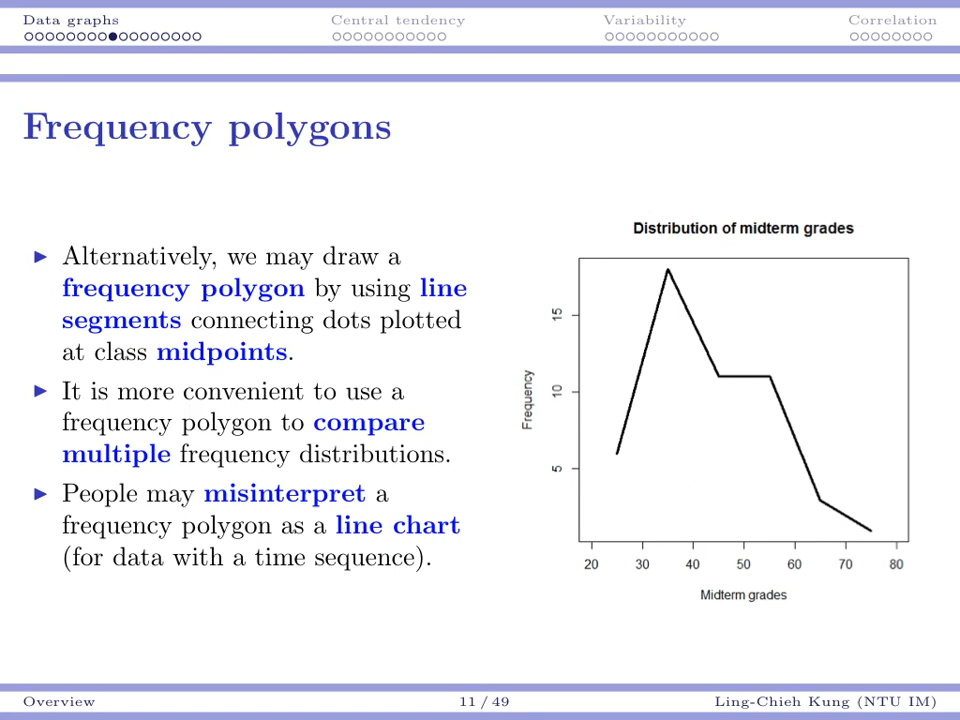 Data graphs Central tendency Variability Correlation
Frequency polygons
▶ Alternatively, we may draw a
frequency polygon by using line
segments connecting dots plotted
at class midpoints.
▶ It is more convenient to use a
frequency polygon to compare
multiple frequency distributions.
▶ People may misinterpret a
frequency polygon as a line chart
(for data with a time sequence).
Distribution of midterm grades
Frequency
15
10
5
20 30 40 50 60 70 80
Midterm grades
Overview 11 / 49 Ling-Chieh Kung (NTU IM)